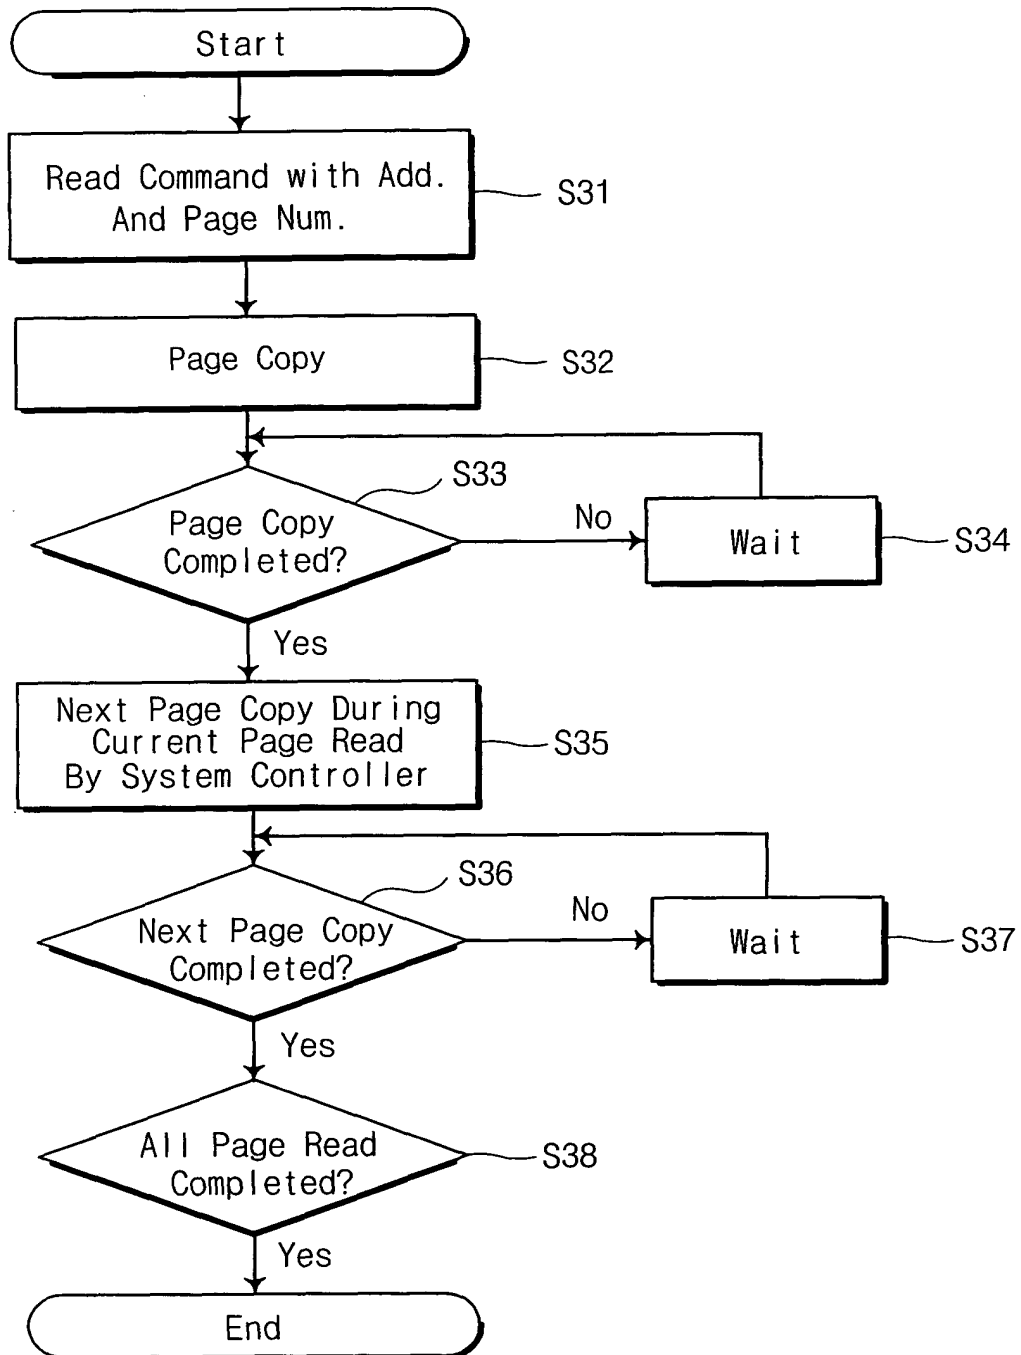 Start
Read Command with Add.
And Page Num.
S31
Page Copy
S32
S33
Page Copy
Completed?
No
Wait
S34
Yes
Next Page Copy During
Current Page Read
By System Controller
S35
S36
Next Page Copy
Completed?
No
Wait
S37
Yes
All Page Read
Completed?
S38
Yes
End